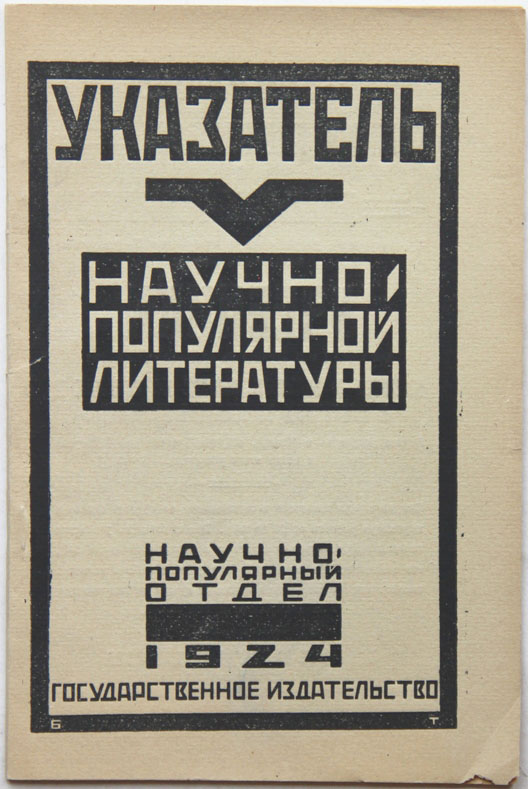 УКАЗАТЕЛЬ
НАУЧНО-
ПОПУЛЯРНОЙ
ЛИТЕРАТУРЫ
НАУЧНО-
ПОПУЛЯРНЫЙ
ОТДЕЛ
1924
ГОСУДАРСТВЕННОЕ ИЗДАТЕЛЬСТВО
Б Т